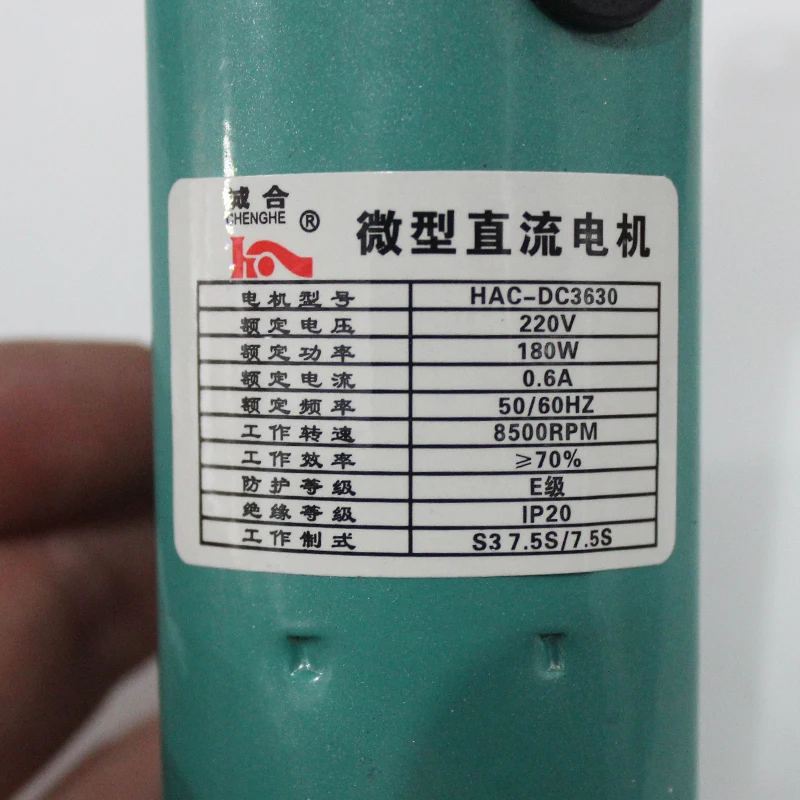 诚合
CHENGHE ®
微型直流电机
电机型号 HAC-DC3630
额定电压 220V
额定功率 180W
额定电流 0.6A
额定频率 50/60HZ
工作转速 8500RPM
工作效率 ≥70%
防护等级 E级
绝缘等级 IP20
工作制式 S3 7.5S/7.5S